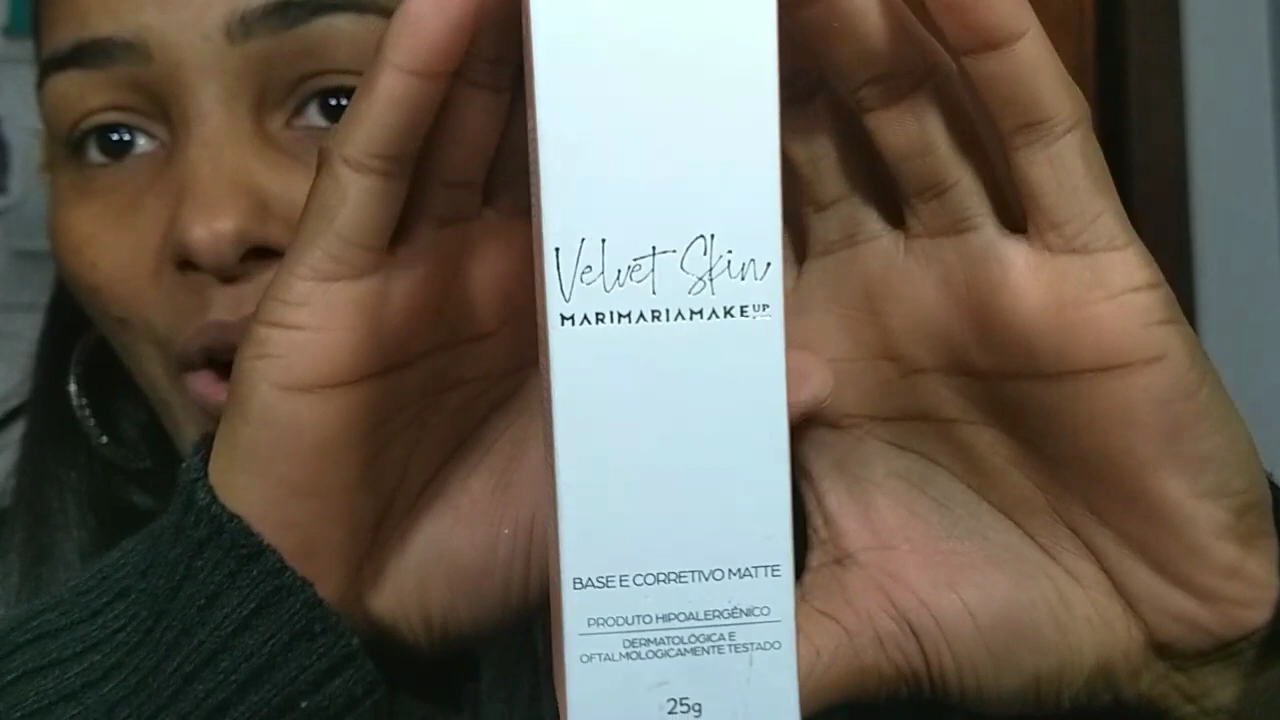 Velvet Skin
MARIMARIAMAKEUP
BASE E CORRETIVO MATTE
PRODUTO HIPOALERGÊNICO
DERMATOLÓGICA E
OFTALMOLOGICAMENTE TESTADO
25g